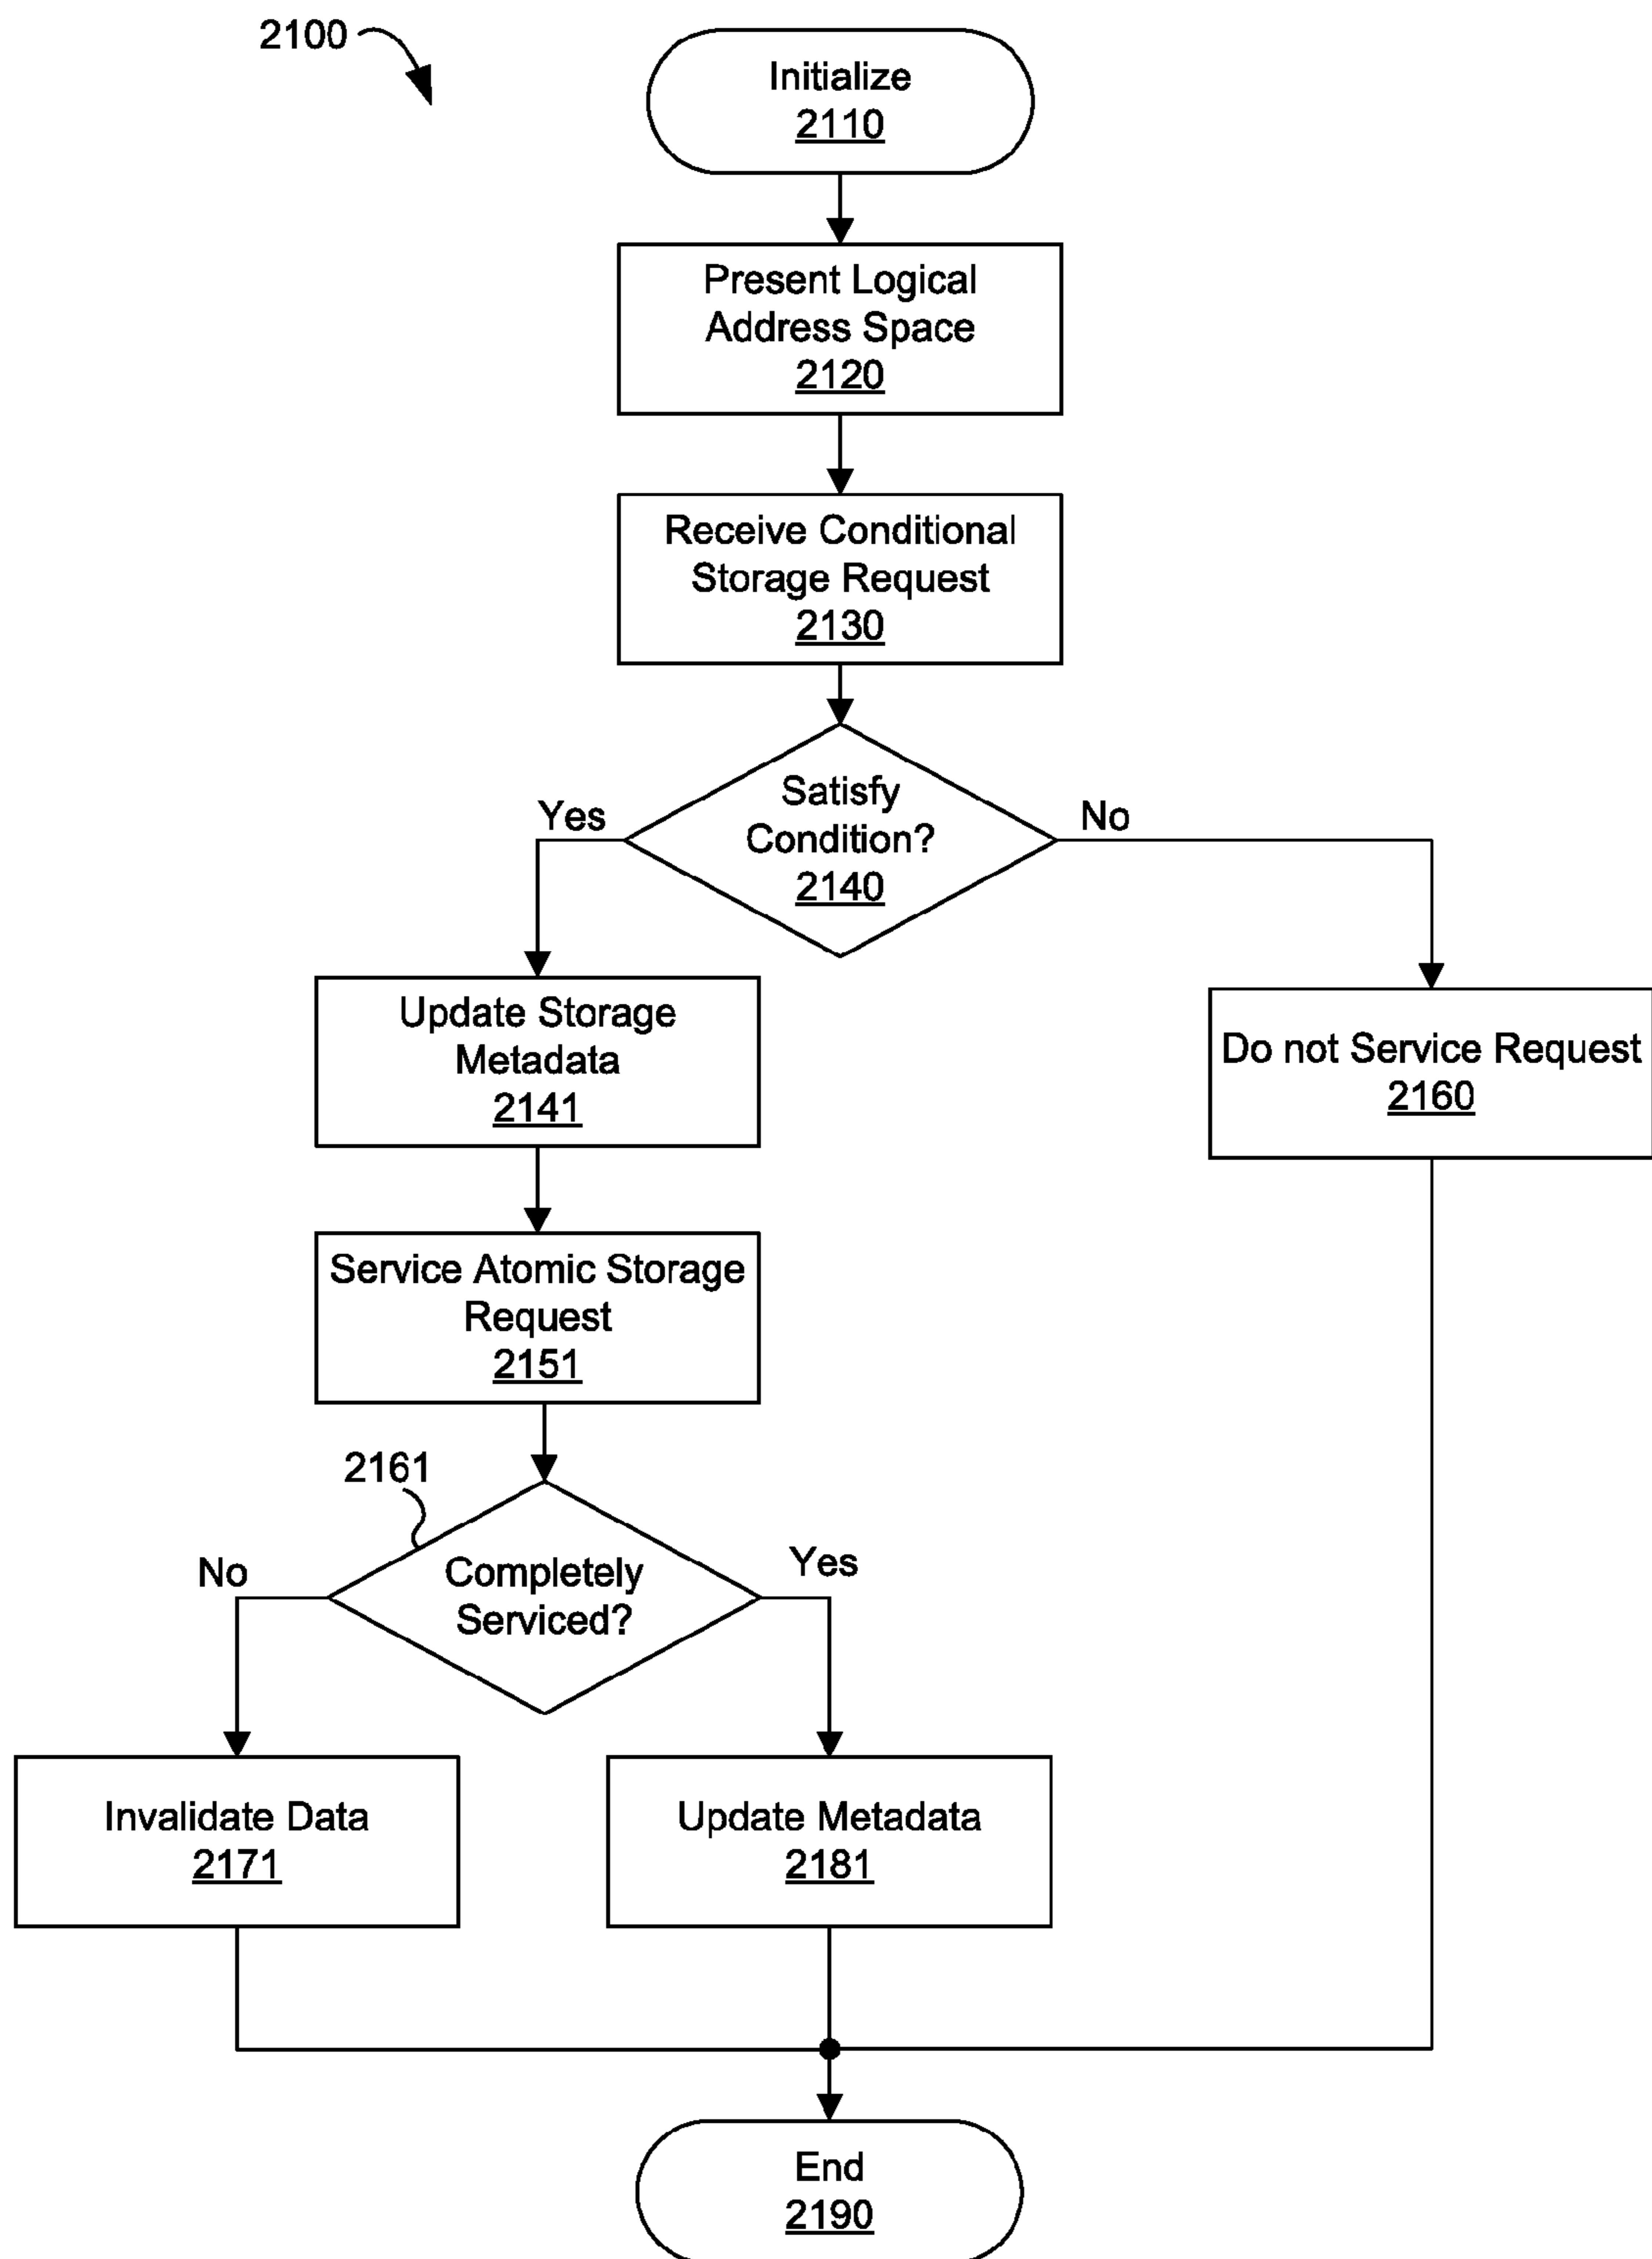 2100
Initialize
2110
Present Logical
Address Space
2120
Receive Conditional
Storage Request
2130
Satisfy
Condition?
2140
Yes
No
Update Storage
Metadata
2141
Do not Service Request
2160
Service Atomic Storage
Request
2151
2161
Completely
Serviced?
No
Yes
Invalidate Data
2171
Update Metadata
2181
End
2190